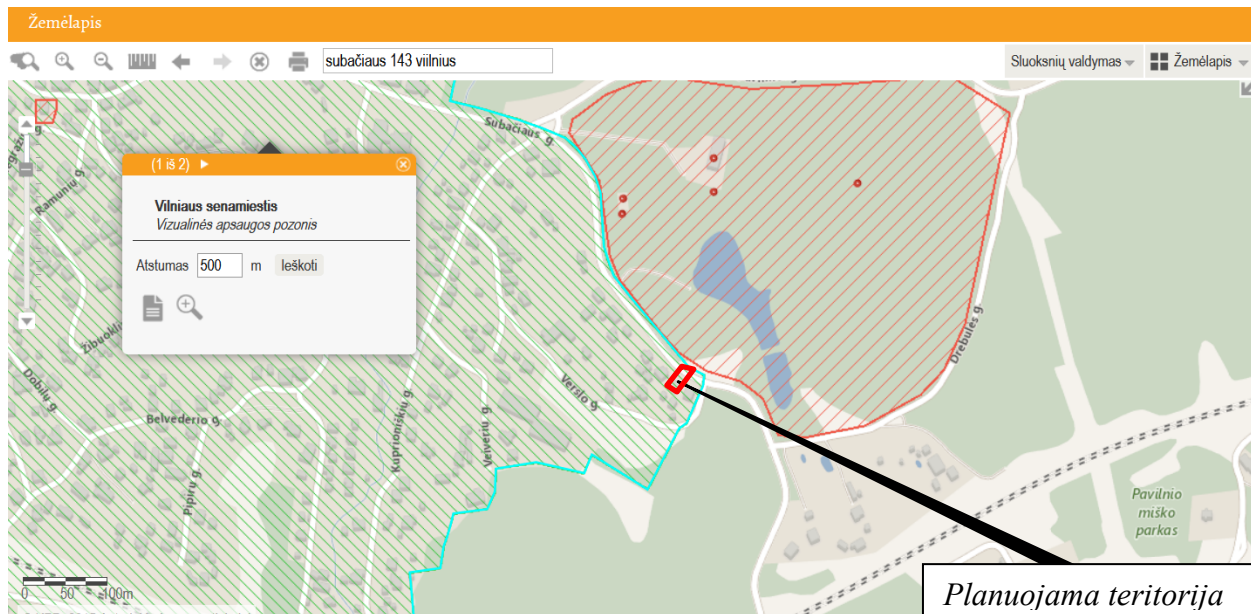 Žemėlapis
subačiaus 143 viilnius
Sluoksnių valdymas
Žemėlapis
Subačiaus g.
Ramunių g.
(1 iš 2)
Vilniaus senamiestis
Vizualinės apsaugos pozonis
Atstumas 500 m Ieškoti
Drebulės g.
Dobilų g.
Verslo g.
Belvederio g.
Kuprioniškių g.
Veiverių g.
Pipirų g.
Pavilnio
miško
parkas
0 50 100m
Planuojama teritorija